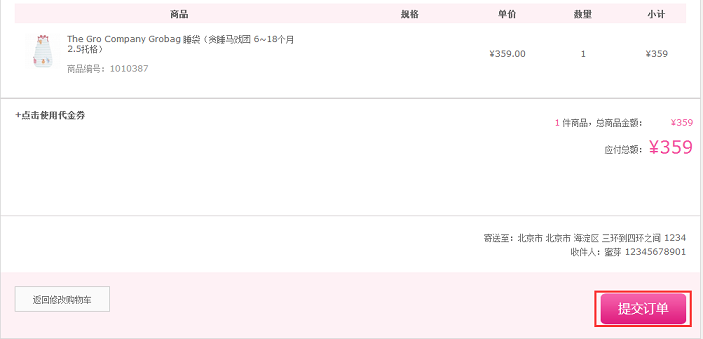 商品 规格 单价 数量 小计
The Gro Company Grobag 睡袋（贪睡马戏团 6~18个月
2.5托格） ¥359.00 1 ¥359
商品编号：1010387
+点击使用代金券
1 件商品，总商品金额： ¥359
应付总额：¥359
寄送至：北京市 北京市 海淀区 三环到四环之间 1234
收件人：蜜芽 12345678901
返回修改购物车
提交订单